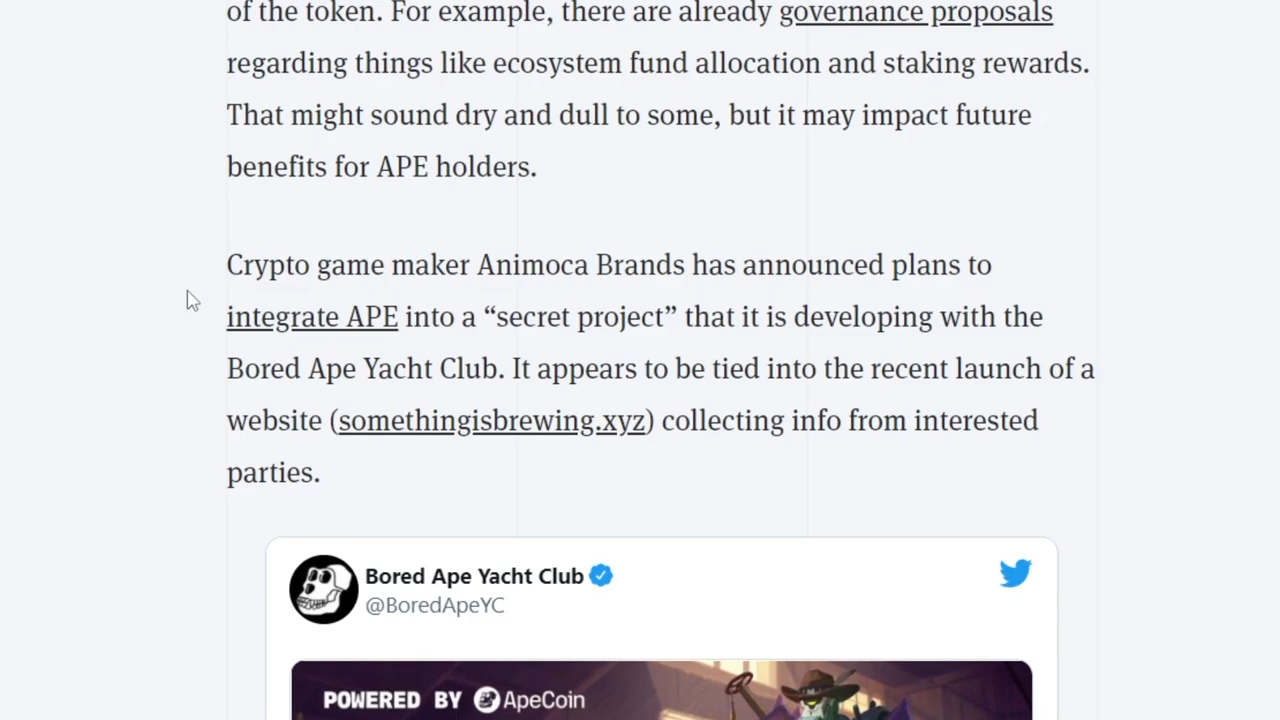 of the token. For example, there are already governance proposals
regarding things like ecosystem fund allocation and staking rewards.
That might sound dry and dull to some, but it may impact future
benefits for APE holders.
Crypto game maker Animoca Brands has announced plans to
integrate APE into a “secret project” that it is developing with the
Bored Ape Yacht Club. It appears to be tied into the recent launch of a
website (somethingisbrewing.xyz) collecting info from interested
parties.
Bored Ape Yacht Club
@BoredApeYC
POWERED BY ApeCoin